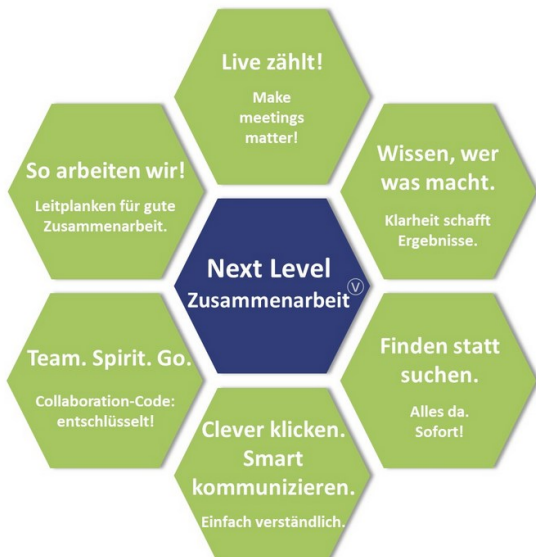 Live zählt!
Make
meetings
matter!
Wissen, wer
was macht.
Klarheit schafft
Ergebnisse.
Finden statt
suchen.
Alles da.
Sofort!
Clever klicken.
Smart
kommunizieren.
Einfach verständlich.
Team. Spirit. Go.
Collaboration-Code:
entschlüsselt!
So arbeiten wir!
Leitplanken für gute
Zusammenarbeit.
Next Level
Zusammenarbeit Ⓥ